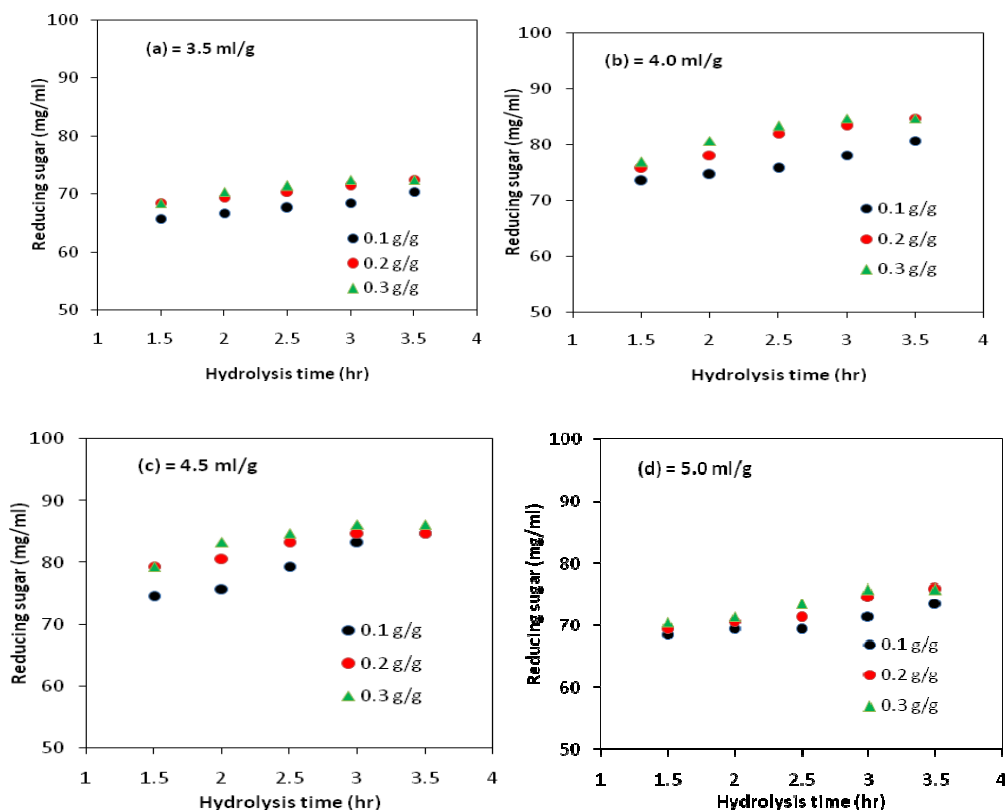 (a) = 3.5 ml/g
Reducing sugar (mg/ml)
100
90
80
70
60
50
0.1 g/g
0.2 g/g
0.3 g/g
1 1.5 2 2.5 3 3.5 4
Hydrolysis time (hr)
(b) = 4.0 ml/g
Reducing sugar (mg/ml)
100
90
80
70
60
50
0.1 g/g
0.2 g/g
0.3 g/g
1 1.5 2 2.5 3 3.5 4
Hydrolysis time (hr)
(c) = 4.5 ml/g
Reducing sugar (mg/ml)
100
90
80
70
60
50
0.1 g/g
0.2 g/g
0.3 g/g
1 1.5 2 2.5 3 3.5 4
Hydrolysis time (hr)
(d) = 5.0 ml/g
Reducing sugar (mg/ml)
100
90
80
70
60
50
0.1 g/g
0.2 g/g
0.3 g/g
1 1.5 2 2.5 3 3.5 4
Hydrolysis time (hr)